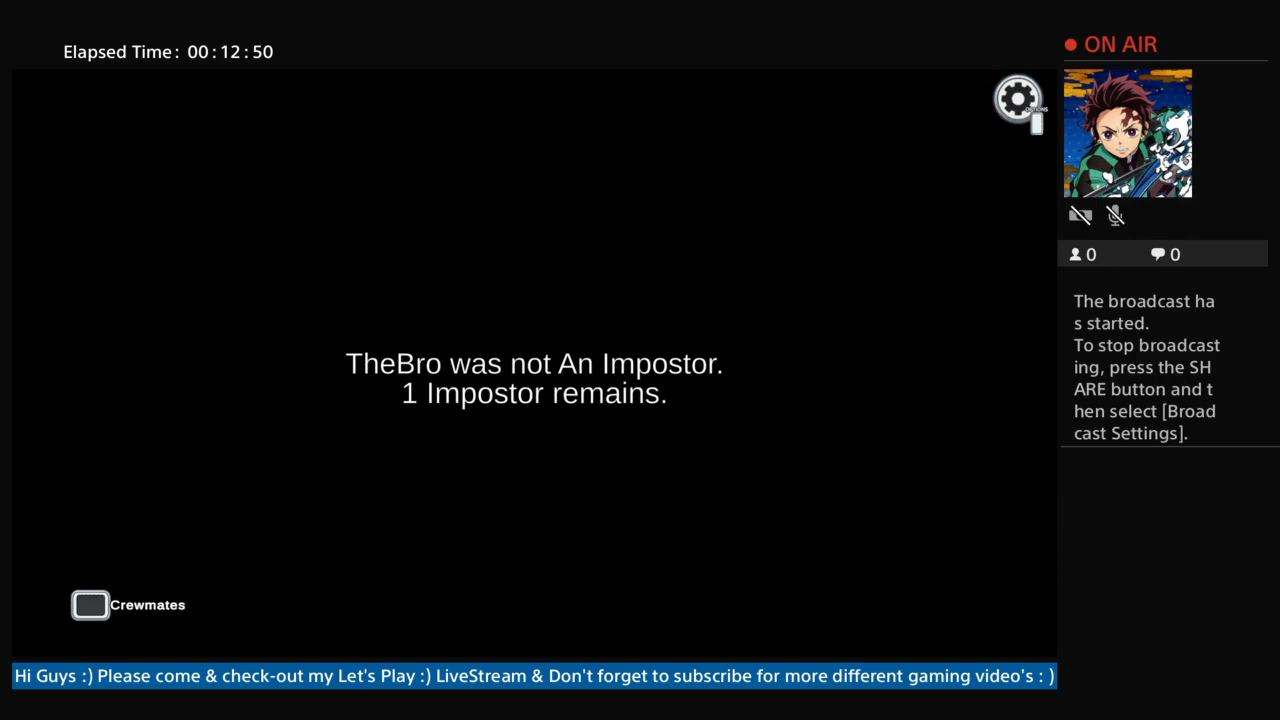 Elapsed Time: 00:12:50
ON AIR
OPTIONS
0 0
The broadcast ha
s started.
To stop broadcast
ing, press the SH
ARE button and t
hen select [Broad
cast Settings].
TheBro was not An Impostor.
1 Impostor remains.
Crewmates
Hi Guys :) Please come & check-out my Let's Play :) LiveStream & Don't forget to subscribe for more different gaming video's : )